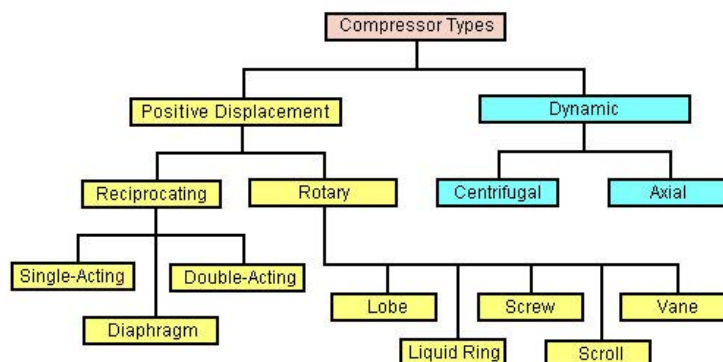 Compressor Types
Positive Displacement
Dynamic
Reciprocating
Rotary
Centrifugal
Axial
Single-Acting
Double-Acting
Diaphragm
Lobe
Screw
Vane
Liquid Ring
Scroll